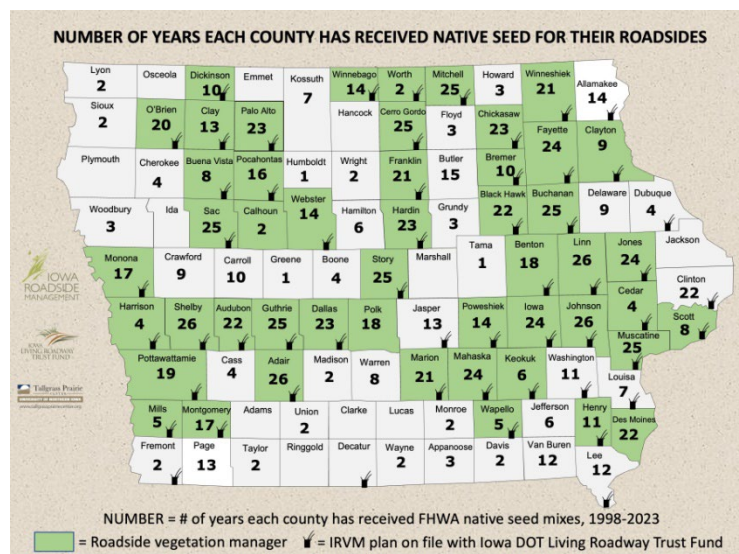 NUMBER OF YEARS EACH COUNTY HAS RECEIVED NATIVE SEED FOR THEIR ROADSIDES
Lyon
2
Osceola
Dickinson
10
Emmet
Kossuth
7
Winnebago
14
Worth
2
Mitchell
25
Howard
3
Winneshiek
21
Allamakee
14
Sioux
2
O'Brien
20
Clay
13
Palo Alto
23
Hancock
Cerro Gordo
25
Floyd
3
Chickasaw
23
Fayette
24
Clayton
9
Plymouth
Cherokee
4
Buena Vista
8
Pocahontas
16
Humboldt
1
Wright
2
Franklin
21
Butler
15
Bremer
10
Woodbury
3
Ida
Sac
25
Calhoun
2
Webster
14
Hamilton
6
Hardin
23
Grundy
3
Black Hawk
22
Buchanan
25
Delaware
9
Dubuque
4
Monona
17
Crawford
9
Carroll
10
Greene
1
Boone
4
Story
25
Marshall
Tama
1
Benton
18
Linn
26
Jones
24
Jackson
Clinton
22
Harrison
4
Shelby
26
Audubon
22
Guthrie
25
Dallas
23
Polk
18
Jasper
13
Poweshiek
14
Iowa
24
Johnson
26
Cedar
4
Scott
8
Muscatine
25
Pottawattamie
19
Cass
4
Adair
26
Madison
2
Warren
8
Marion
21
Mahaska
24
Keokuk
6
Washington
11
Louisa
7
Mills
5
Montgomery
17
Adams
Union
2
Clarke
Lucas
Monroe
2
Wapello
5
Jefferson
6
Henry
11
Des Moines
22
Fremont
2
Page
13
Taylor
2
Ringgold
Decatur
Wayne
2
Appanoose
3
Davis
2
Van Buren
12
Lee
12
IOWA
ROADSIDE
MANAGEMENT
IOWA
LIVING ROADWAY
TRUST FUND
Tallgrass Prairie
NUMBER = # of years each county has received FHWA native seed mixes, 1998-2023
= Roadside vegetation manager
= IRVM plan on file with Iowa DOT Living Roadway Trust Fund